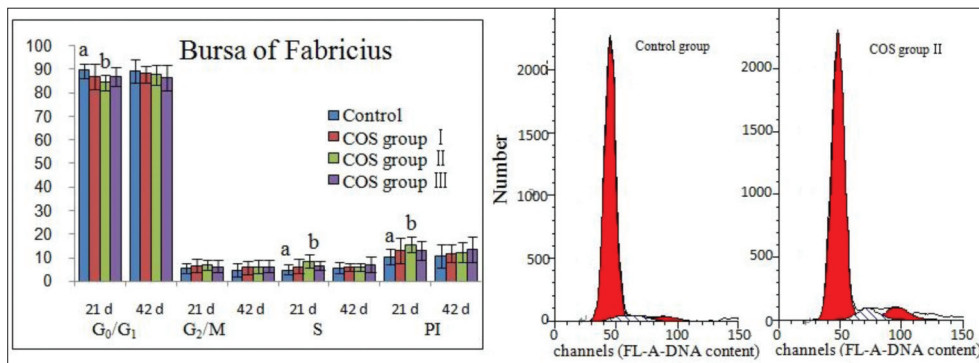 Bursa of Fabricius
100
90
80
70
60
50
40
30
20
10
0
a
b
a
b
a
b
Control
COS group Ⅰ
COS group Ⅱ
COS group Ⅲ
21 d 42 d 21 d 42 d 21 d 42 d 21 d 42 d
G0/G1 G2/M S PI
Control group
Number
2000
1500
1000
500
0
0 50 100 150
channels (FL-A-DNA content)
COS group Ⅱ
2000
1500
1000
500
0
0 50 100 150
channels (FL-A-DNA content)